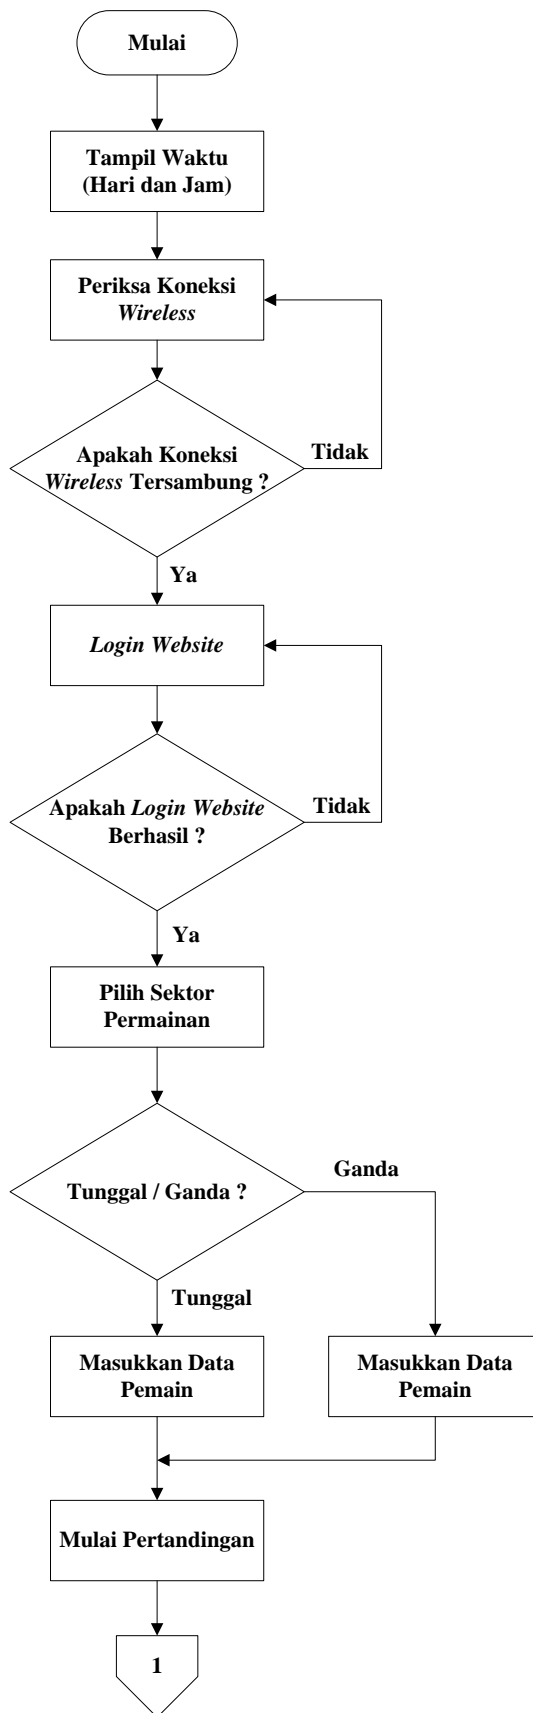 Mulai
Tampil Waktu
(Hari dan Jam)
Periksa Koneksi
Wireless
Apakah Koneksi
Wireless Tersambung ?
Tidak
Ya
Login Website
Apakah Login Website
Berhasil ?
Tidak
Ya
Pilih Sektor
Permainan
Tunggal / Ganda ?
Ganda
Tunggal
Masukkan Data
Pemain
Masukkan Data
Pemain
Mulai Pertandingan
1